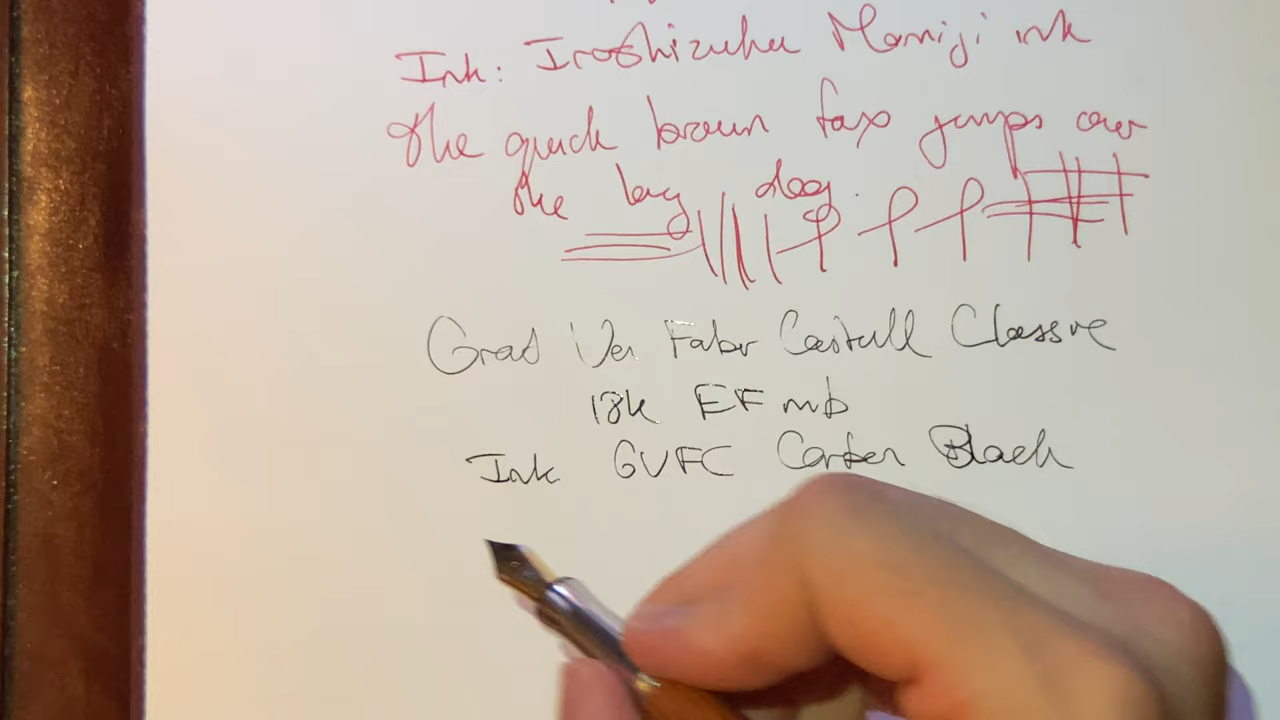 Ink: Iroshizuku Momiji ink
The quick brown fox jumps over
the lazy dog.
Graf Von Faber Castell Classic
18k EF nib
Ink GVFC Carbon Black